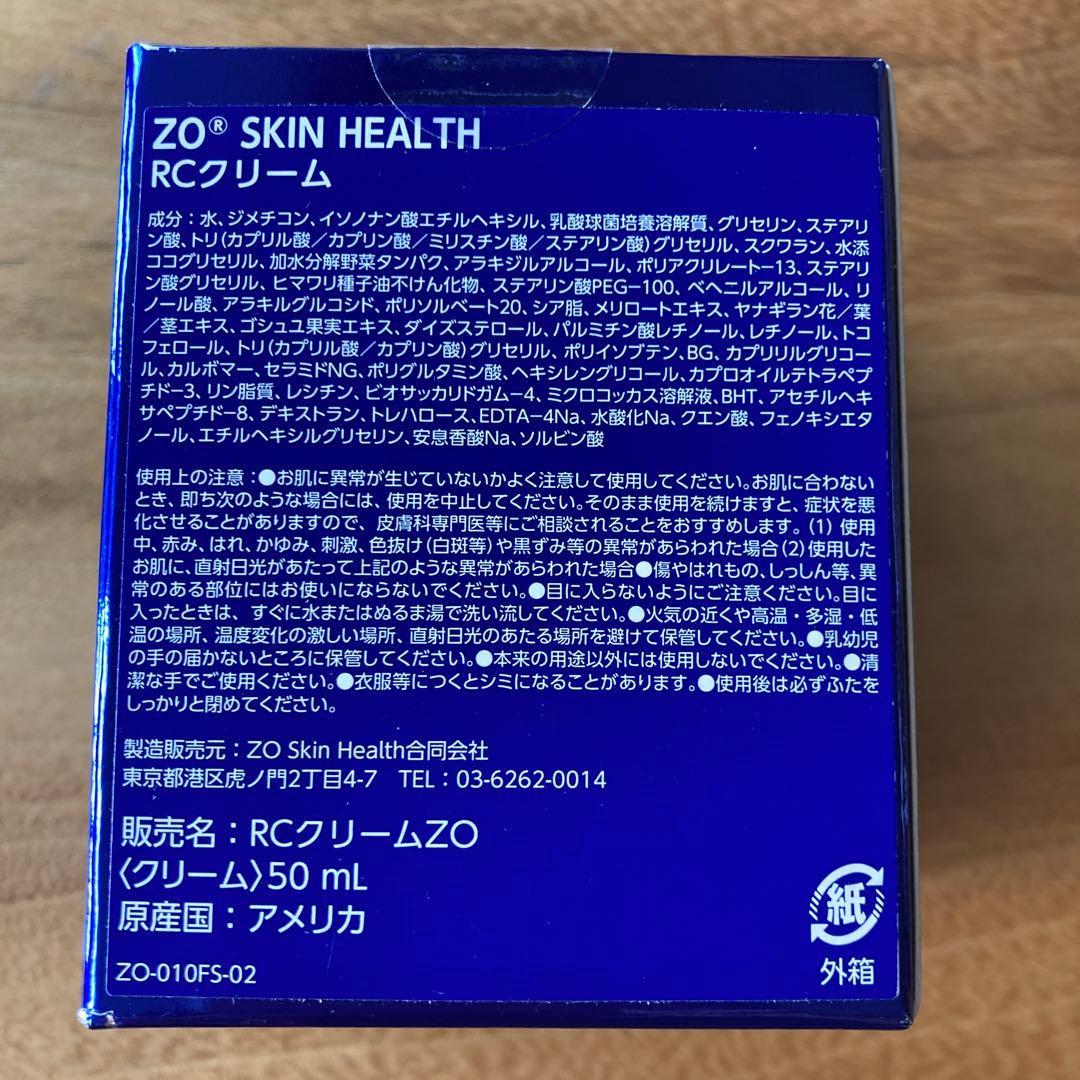 ZO® SKIN HEALTH
RCクリーム
成分：水、ジメチコン、イソノナン酸エチルヘキシル、乳酸球菌培養溶解質、グリセリン、ステアリ
ン酸、トリ（カプリル酸／カプリン酸／ミリスチン酸／ステアリン酸）グリセリル、スクワラン、水添
ココグリセリル、加水分解野菜タンパク、アラキジルアルコール、ポリアクリレート−13、ステアリ
ン酸グリセリル、ヒマワリ種子油不けん化物、ステアリン酸PEG−100、ベヘニルアルコール、リ
ノール酸、アラキルグルコシド、ポリソルベート20、シア脂、メリロートエキス、ヤナギラン花／葉
／茎エキス、ゴシュユ果実エキス、ダイズステロール、パルミチン酸レチノール、レチノール、トコ
フェロール、トリ（カプリル酸／カプリン酸）グリセリル、ポリイソブテン、BG、カプリリルグリコー
ル、カルボマー、セラミドNG、ポリグルタミン酸、ヘキシレングリコール、カプロオイルテトラペプ
チド−3、リン脂質、レシチン、ビオサッカリドガム−4、ミクロコッカス溶解液、BHT、アセチルヘキ
サペプチド−8、デキストラン、トレハロース、EDTA−4Na、水酸化Na、クエン酸、フェノキシエタ
ノール、エチルヘキシルグリセリン、安息香酸Na、ソルビン酸
使用上の注意：●お肌に異常が生じていないかよく注意して使用してください。お肌に合わない
とき、即ち次のような場合には、使用を中止してください。そのまま使用を続けますと、症状を悪
化させることがありますので、皮膚科専門医等にご相談されることをおすすめします。（1）使用
中、赤み、はれ、かゆみ、刺激、色抜け（白斑等）や黒ずみ等の異常があらわれた場合（2）使用した
お肌に、直射日光があたって上記のような異常があらわれた場合●傷やはれもの、しっしん等、異
常のある部位にはお使いにならないでください。●目に入らないようにご注意ください。目に
入ったときは、すぐに水またはぬるま湯で洗い流してください。●火気の近くや高温・多湿・低
温の場所、温度変化の激しい場所、直射日光のあたる場所を避けて保管してください。●乳幼児
の手の届かないところに保管してください。●本来の用途以外には使用しないでください。●清
潔な手でご使用ください。●衣服等につくとシミになることがあります。●使用後は必ずふたを
しっかりと閉めてください。
製造販売元：ZO Skin Health合同会社
東京都港区虎ノ門2丁目4-7　TEL：03-6262-0014
販売名：RCクリームZO
〈クリーム〉50 mL
原産国：アメリカ
ZO-010FS-02
紙
外箱